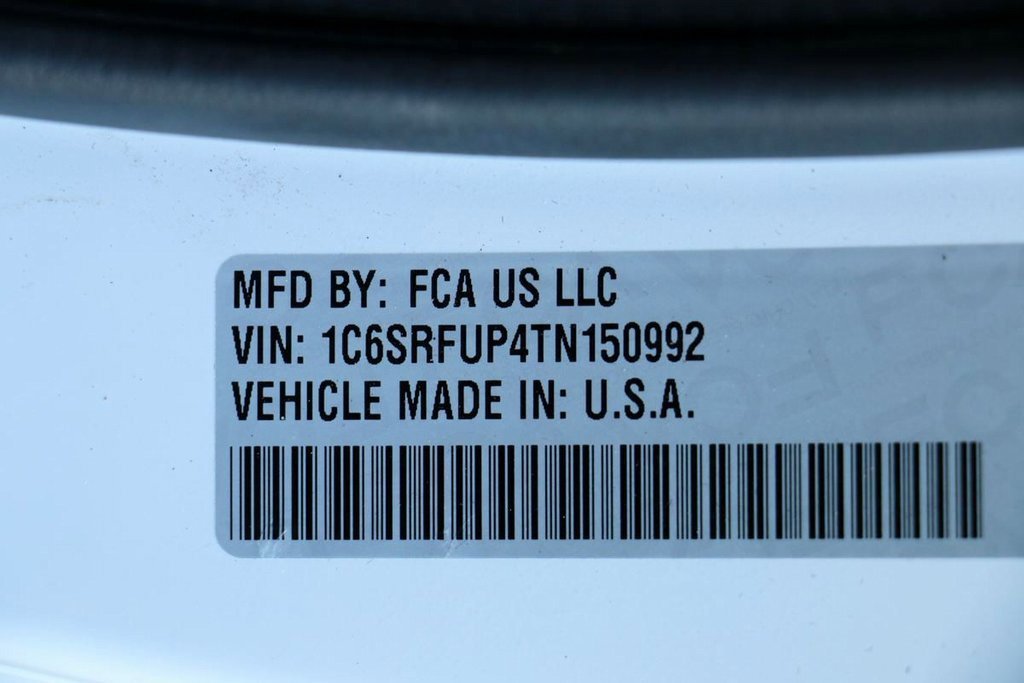 MFD BY: FCA US LLC
VIN: 1C6SRFUP4TN150992
VEHICLE MADE IN: U.S.A.